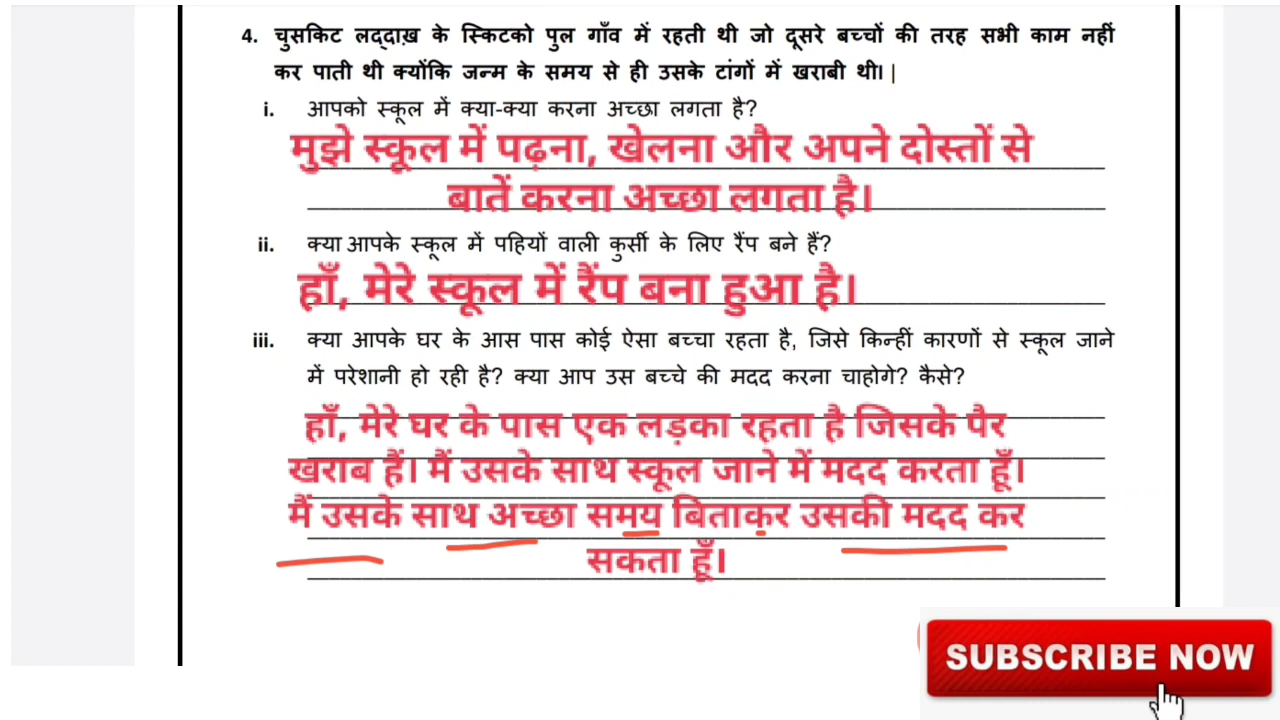 4. चुसकिट लद्दाख़ के स्किटको पुल गाँव में रहती थी जो दूसरे बच्चों की तरह सभी काम नहीं
कर पाती थी क्योंकि जन्म के समय से ही उसके टांगों में खराबी थी। |
i. आपको स्कूल में क्या-क्या करना अच्छा लगता है?
मुझे स्कूल में पढ़ना, खेलना और अपने दोस्तों से
बातें करना अच्छा लगता है।
ii. क्या आपके स्कूल में पहियों वाली कुर्सी के लिए रैंप बने हैं?
हाँ, मेरे स्कूल में रैंप बना हुआ है।
iii. क्या आपके घर के आस पास कोई ऐसा बच्चा रहता है, जिसे किन्हीं कारणों से स्कूल जाने
में परेशानी हो रही है? क्या आप उस बच्चे की मदद करना चाहोगे? कैसे?
हाँ, मेरे घर के पास एक लड़का रहता है जिसके पैर
खराब हैं। मैं उसके साथ स्कूल जाने में मदद करता हूँ।
मैं उसके साथ अच्छा समय बिताकर उसकी मदद कर
सकता हूँ।
SUBSCRIBE NOW